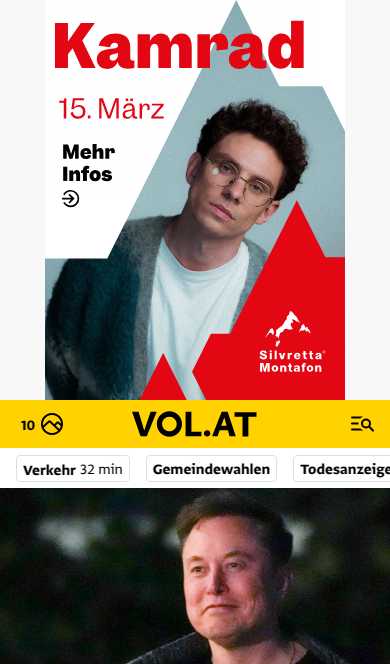 Kamrad
15. März
Mehr
Infos
Silvretta
Montafon
10
VOL.AT
Verkehr 32 min
Gemeindewahlen
Todesanzeige